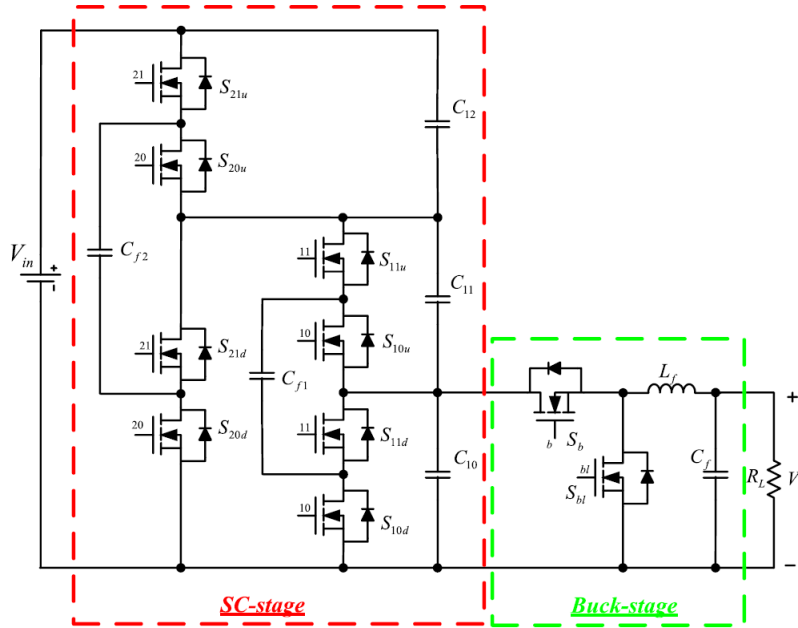 21
S21u
C12
20
S20u
Vin
+
-
Cf2
11
S11u
C11
21
S21d
10
S10u
Cf1
Lf
+
20
S20d
11
S11d
C10
b
Sb
bl
Sbl
Cf
RL
V
10
S10d
−
SC-stage
Buck-stage